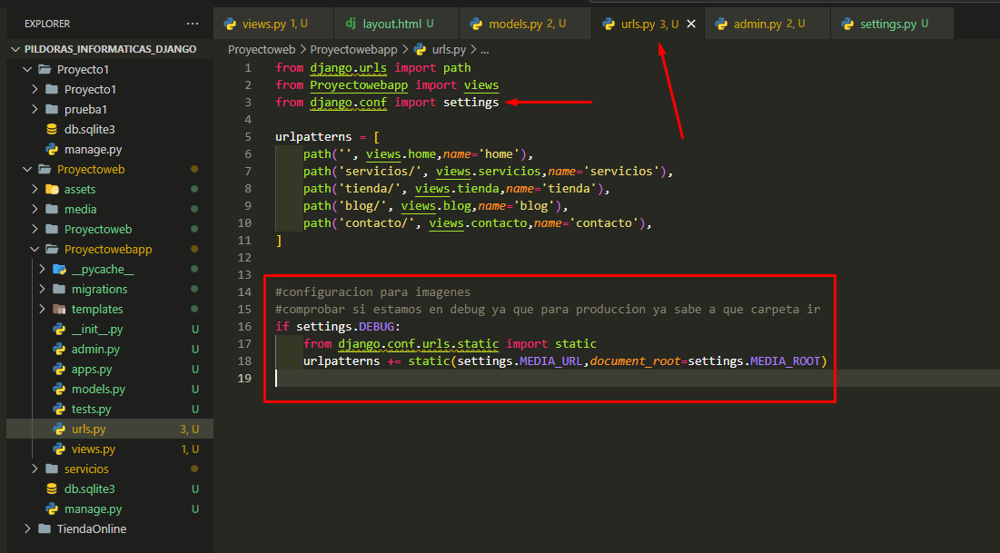 EXPLORER ...
PILDORAS_INFORMATICAS_DJANGO
Proyecto1
Proyecto1
prueba1
db.sqlite3
manage.py
Proyectoweb
assets
media
Proyectoweb
Proyectowebapp
__pycache__
migrations
templates
__init__.py U
admin.py U
apps.py U
models.py U
tests.py U
urls.py 3, U
views.py 1, U
servicios
db.sqlite3 U
manage.py U
TiendaOnline
views.py 1, U
dj layout.html U
models.py 2, U
urls.py 3, U
admin.py 2, U
settings.py U
Proyectoweb > Proyectowebapp > urls.py > ...
1 from django.urls import path
2 from Proyectowebapp import views
3 from django.conf import settings
4
5 urlpatterns = [
6 path('', views.home,name='home'),
7 path('servicios/', views.servicios,name='servicios'),
8 path('tienda/', views.tienda,name='tienda'),
9 path('blog/', views.blog,name='blog'),
10 path('contacto/', views.contacto,name='contacto'),
11 ]
12
13
14 #configuracion para imagenes
15 #comprobar si estamos en debug ya que para produccion ya sabe a que carpeta ir
16 if settings.DEBUG:
17 from django.conf.urls.static import static
18 urlpatterns += static(settings.MEDIA_URL,document_root=settings.MEDIA_ROOT)
19